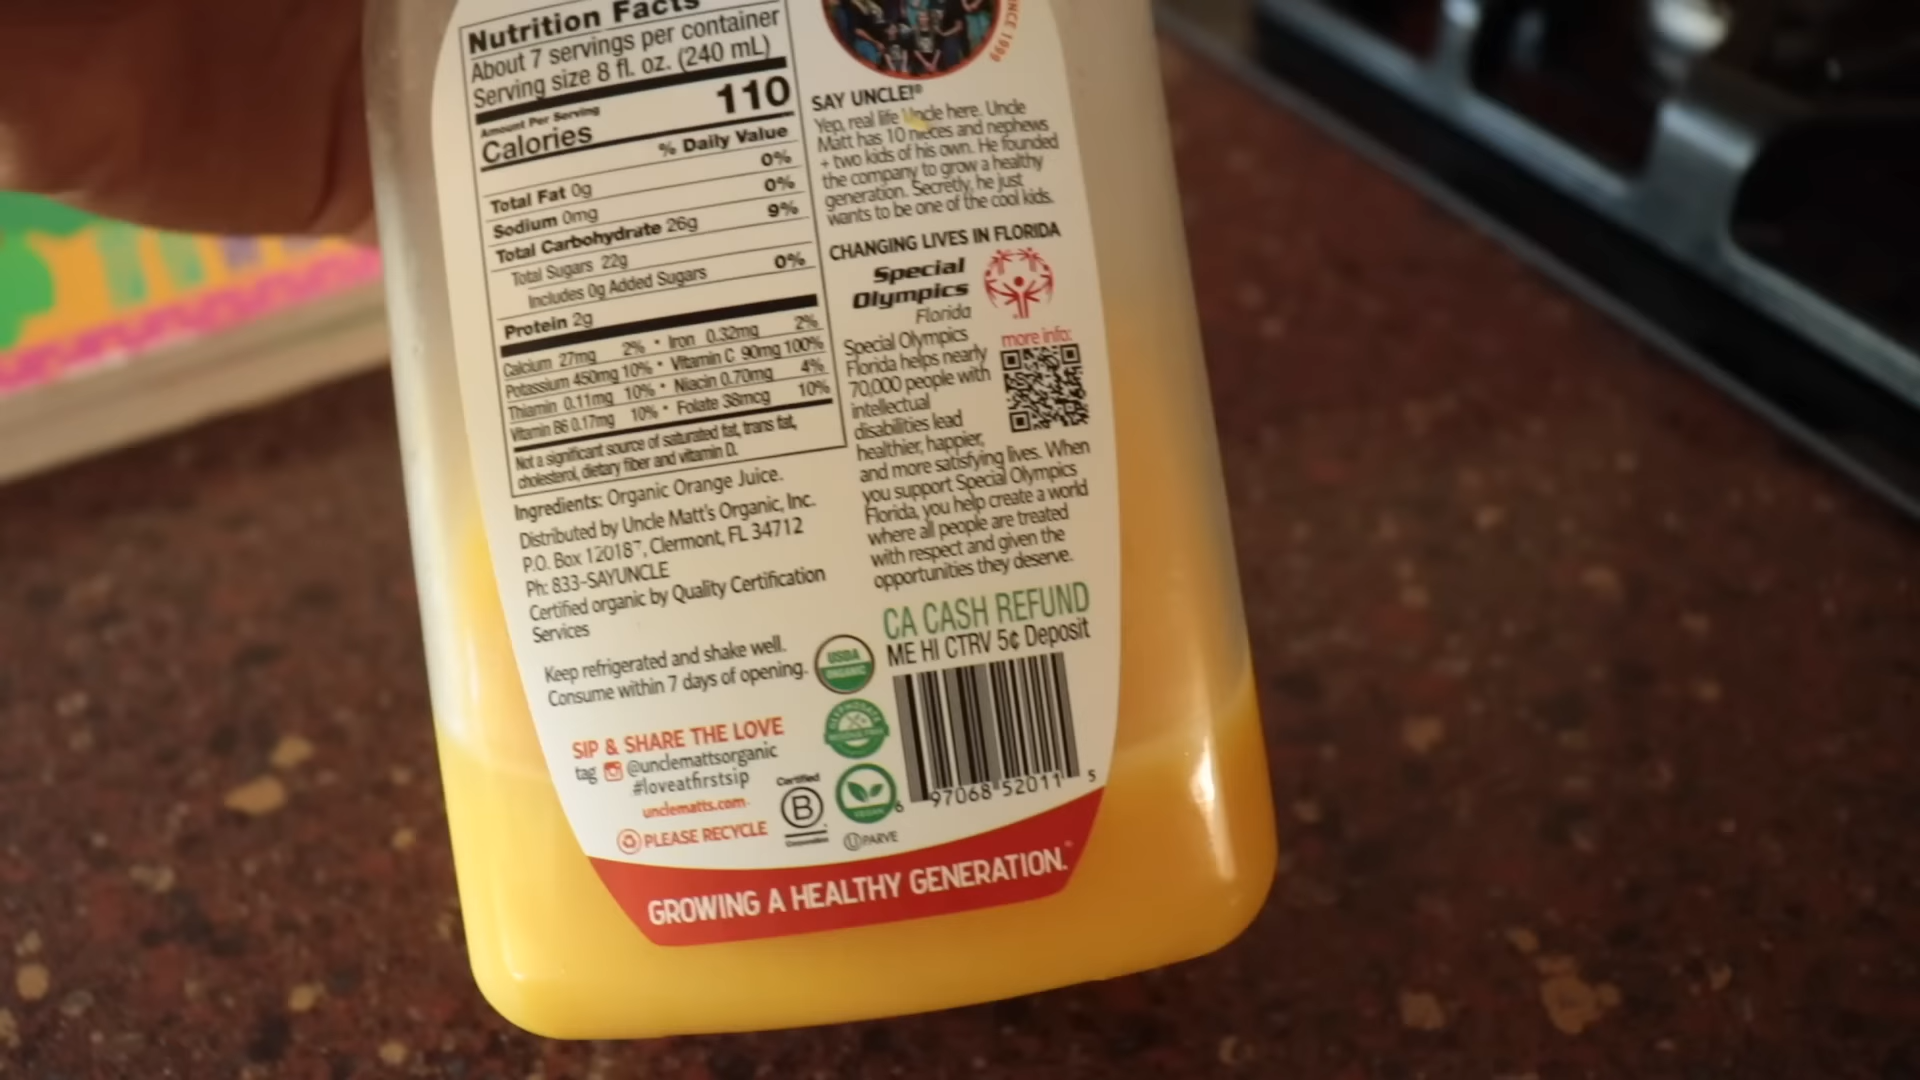 Nutrition Facts
About 7 servings per container
Serving size 8 fl. oz. (240 mL)
Amount Per Serving
Calories 110
% Daily Value
Total Fat 0g 0%
Sodium 0mg 0%
Total Carbohydrate 26g 9%
Total Sugars 22g
Includes 0g Added Sugars 0%
Protein 2g
Calcium 27mg 2% • Iron 0.32mg 2%
Potassium 450mg 10% • Vitamin C 90mg 100%
Thiamin 0.11mg 10% • Niacin 0.70mg 4%
Vitamin B6 0.17mg 10% • Folate 38mcg 10%
Not a significant source of saturated fat, trans fat,
cholesterol, dietary fiber and vitamin D.
Ingredients: Organic Orange Juice.
Distributed by Uncle Matt's Organic, Inc.
P.O. Box 120187, Clermont, FL 34712
Ph: 833-SAYUNCLE
Certified organic by Quality Certification
Services
Keep refrigerated and shake well.
Consume within 7 days of opening.
SIP & SHARE THE LOVE
tag @unclemattsorganic
#loveatfirstsip
unclematts.com
PLEASE RECYCLE
Certified
B
Corporation
SAY UNCLE!®
Yep, real life Uncle here. Uncle
Matt has 10 nieces and nephews
+ two kids of his own. He founded
the company to grow a healthy
generation. Secretly, he just
wants to be one of the cool kids.
CHANGING LIVES IN FLORIDA
Special
Olympics
Florida
more info:
Special Olympics
Florida helps nearly
70,000 people with
intellectual
disabilities lead
healthier, happier,
and more satisfying lives. When
you support Special Olympics
Florida, you help create a world
where all people are treated
with respect and given the
opportunities they deserve.
CA CASH REFUND
ME HI CTRV 5¢ Deposit
USDA
ORGANIC
GLYPHOSATE
RESIDUE FREE
VEGAN
U PARVE
6 97068 52011 5
GROWING A HEALTHY GENERATION.™